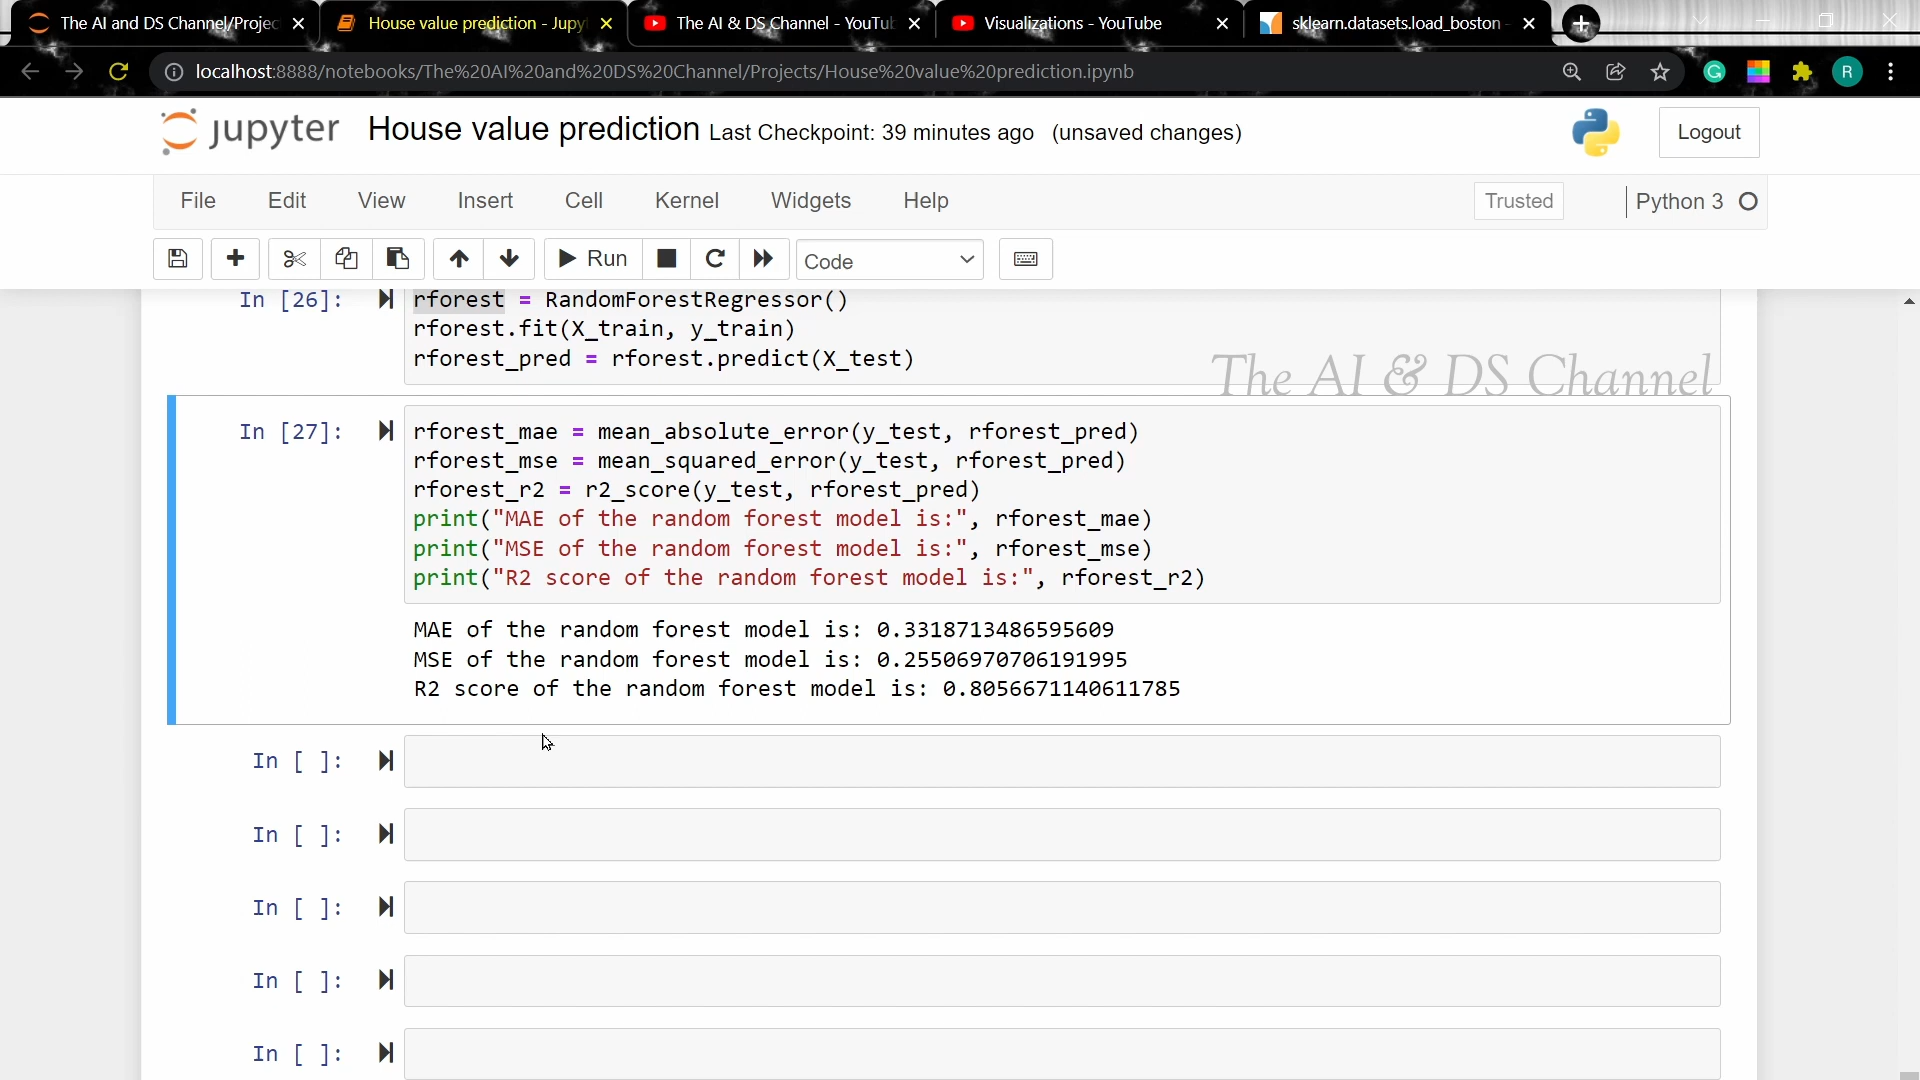 The AI and DS Channel/Projec
House value prediction - Jupy
The AI & DS Channel - YouTu
Visualizations - YouTube
sklearn.datasets.load_boston
localhost:8888/notebooks/The%20AI%20and%20DS%20Channel/Projects/House%20value%20prediction.ipynb
R
jupyter House value prediction Last Checkpoint: 39 minutes ago (unsaved changes)
Logout
File Edit View Insert Cell Kernel Widgets Help
Trusted
Python 3
Run
Code
In [26]: rforest = RandomForestRegressor()
rforest.fit(X_train, y_train)
rforest_pred = rforest.predict(X_test)
The AI & DS Channel
In [27]: rforest_mae = mean_absolute_error(y_test, rforest_pred)
rforest_mse = mean_squared_error(y_test, rforest_pred)
rforest_r2 = r2_score(y_test, rforest_pred)
print("MAE of the random forest model is:", rforest_mae)
print("MSE of the random forest model is:", rforest_mse)
print("R2 score of the random forest model is:", rforest_r2)
MAE of the random forest model is: 0.3318713486595609
MSE of the random forest model is: 0.25506970706191995
R2 score of the random forest model is: 0.8056671140611785
In [ ]:
In [ ]:
In [ ]:
In [ ]:
In [ ]: